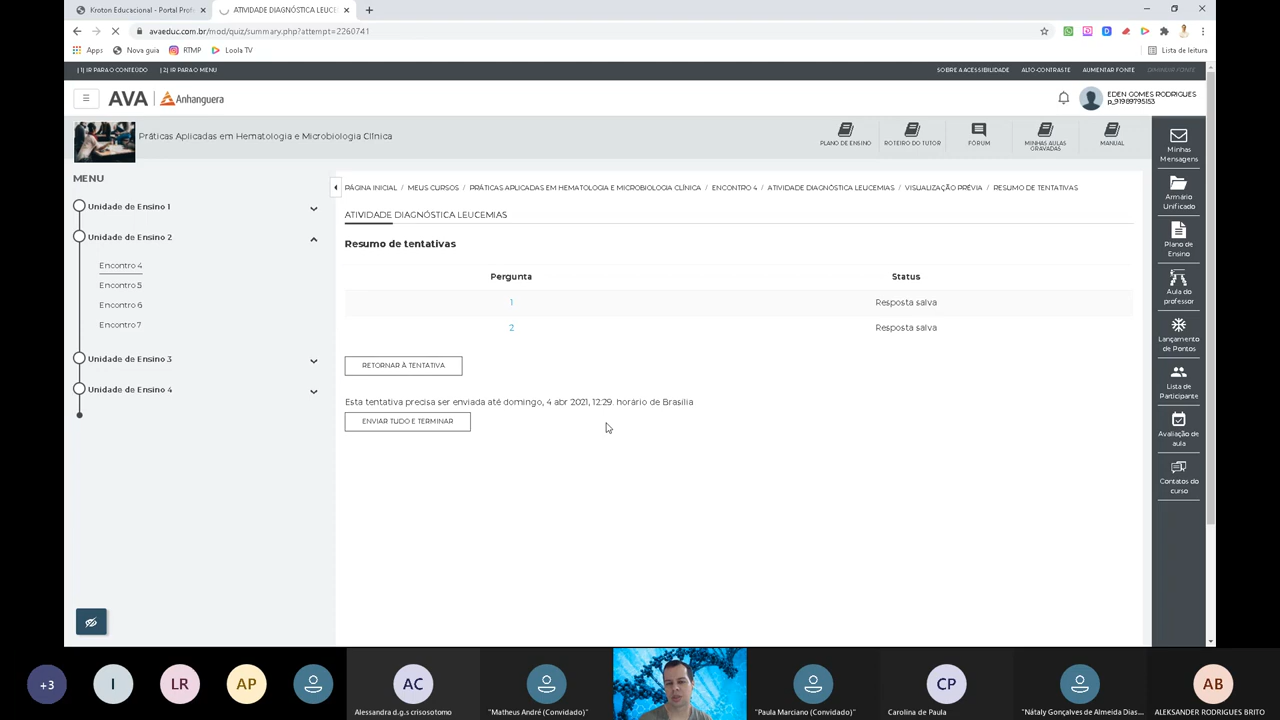 Kroton Educacional - Portal Profe
ATIVIDADE DIAGNÓSTICA LEUCE
avaeduc.com.br/mod/quiz/summary.php?attempt=2260741
Apps
Nova guia
RTMP
Loola TV
Lista de leitura
| 1| IR PARA O CONTEÚDO
| 2| IR PARA O MENU
SOBRE A ACESSIBILIDADE
ALTO CONTRASTE
AUMENTAR FONTE
DIMINUIR FONTE
AVA | Anhanguera
EDEN GOMES RODRIGUES
p_91989795153
Práticas Aplicadas em Hematologia e Microbiologia Clínica
PLANO DE ENSINO
ROTEIRO DO TUTOR
FÓRUM
MINHAS AULAS
GRAVADAS
MANUAL
MENU
Unidade de Ensino 1
Unidade de Ensino 2
Encontro 4
Encontro 5
Encontro 6
Encontro 7
Unidade de Ensino 3
Unidade de Ensino 4
PÁGINA INICIAL / MEUS CURSOS / PRÁTICAS APLICADAS EM HEMATOLOGIA E MICROBIOLOGIA CLÍNICA / ENCONTRO 4 / ATIVIDADE DIAGNÓSTICA LEUCEMIAS / VISUALIZAÇÃO PRÉVIA / RESUMO DE TENTATIVAS
ATIVIDADE DIAGNÓSTICA LEUCEMIAS
Resumo de tentativas
Pergunta
Status
1
Resposta salva
2
Resposta salva
RETORNAR À TENTATIVA
Esta tentativa precisa ser enviada até domingo, 4 abr 2021, 12:29. horário de Brasília
ENVIAR TUDO E TERMINAR
Minhas
Mensagens
Armário
Unificado
Plano de
Ensino
Aula do
professor
Lançamento
de Pontos
Lista de
Participante
Avaliação de
aula
Contatos do
curso
+3
I
LR
AP
AC
CP
AB
Alessandra d.g.s crisosotomo
"Matheus André (Convidado)
"Paula Marciano (Convidado)"
Carolina de Paula
"Nátaly Gonçalves de Almeida Dias...
ALEKSANDER RODRIGUES BRITO